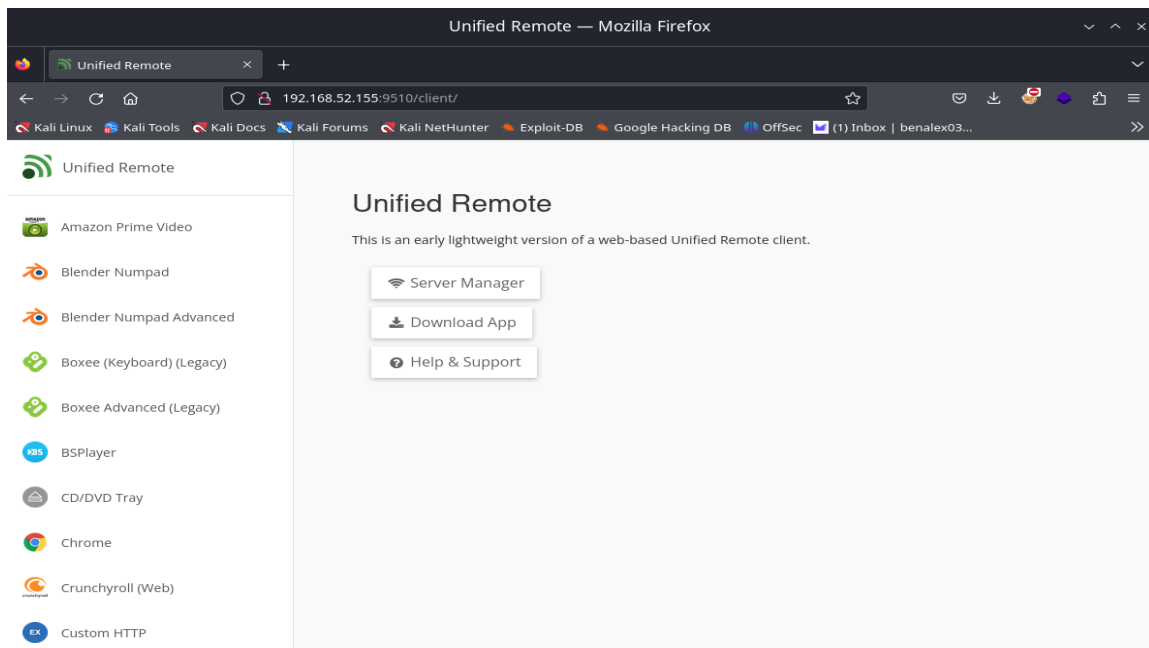 Unified Remote — Mozilla Firefox
Unified Remote
192.168.52.155:9510/client/
Kali Linux Kali Tools Kali Docs Kali Forums Kali NetHunter Exploit-DB Google Hacking DB OffSec (1) Inbox | benalex03...
Unified Remote
amazon
Amazon Prime Video
Blender Numpad
Blender Numpad Advanced
Boxee (Keyboard) (Legacy)
Boxee Advanced (Legacy)
BS
BSPlayer
CD/DVD Tray
Chrome
crunchyroll
Crunchyroll (Web)
EX
Custom HTTP
Unified Remote
This is an early lightweight version of a web-based Unified Remote client.
Server Manager
Download App
Help & Support